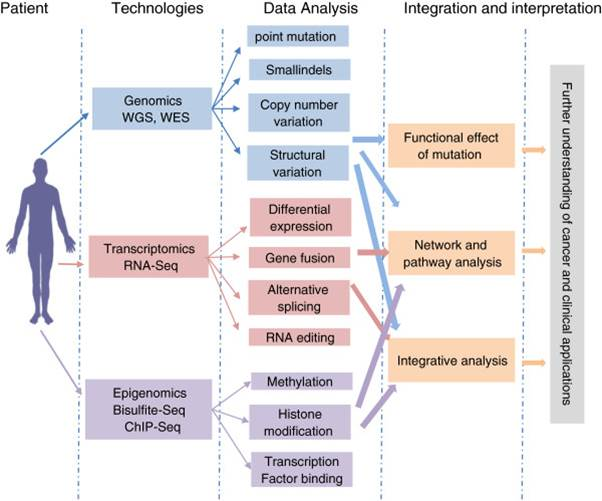 Patient
Technologies
Data Analysis
Integration and interpretation
Genomics
WGS, WES
point mutation
Smallindels
Copy number
variation
Structural
variation
Functional effect
of mutation
Transcriptomics
RNA-Seq
Differential
expression
Gene fusion
Alternative
splicing
RNA editing
Network and
pathway analysis
Epigenomics
Bisulfite-Seq
ChIP-Seq
Methylation
Histone
modification
Transcription
Factor binding
Integrative analysis
Further understanding of cancer and clinical applications